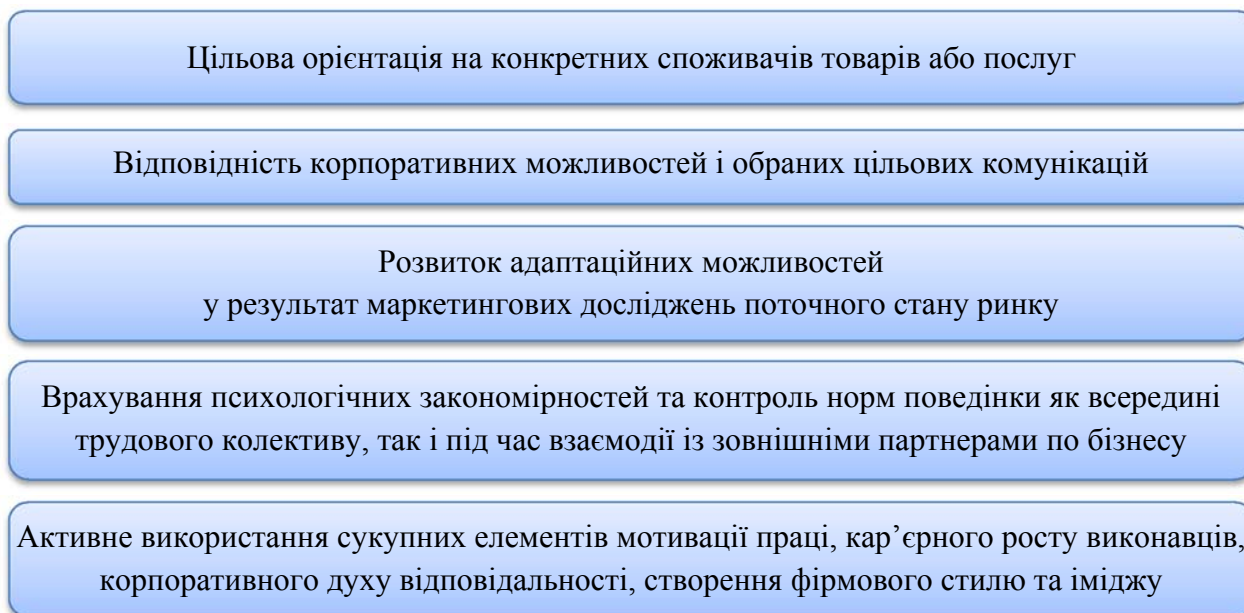 Цільова орієнтація на конкретних споживачів товарів або послуг
Відповідність корпоративних можливостей і обраних цільових комунікацій
Розвиток адаптаційних можливостей
у результат маркетингових досліджень поточного стану ринку
Врахування психологічних закономірностей та контроль норм поведінки як всередині
трудового колективу, так і під час взаємодії із зовнішніми партнерами по бізнесу
Активне використання сукупних елементів мотивації праці, кар’єрного росту виконавців,
корпоративного духу відповідальності, створення фірмового стилю та іміджу